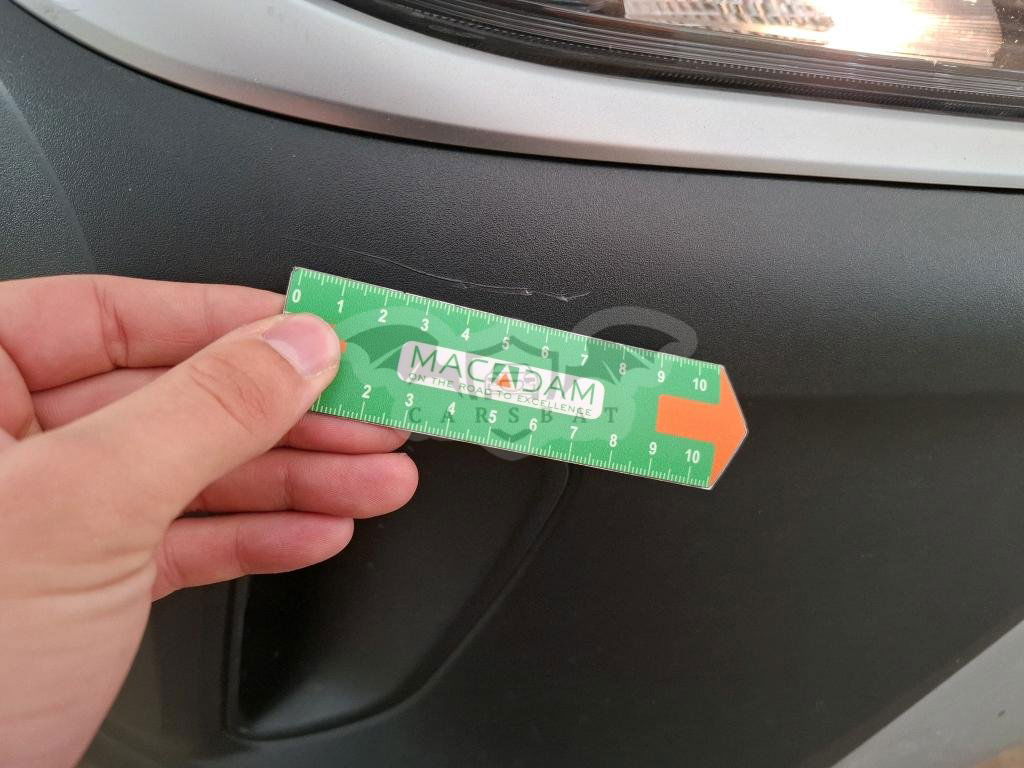 0 1 2 3 4 5 6 7 8 9 10
MACADAM
ON THE ROAD TO EXCELLENCE
CARSBAT
2 3 4 5 6 7 8 9 10